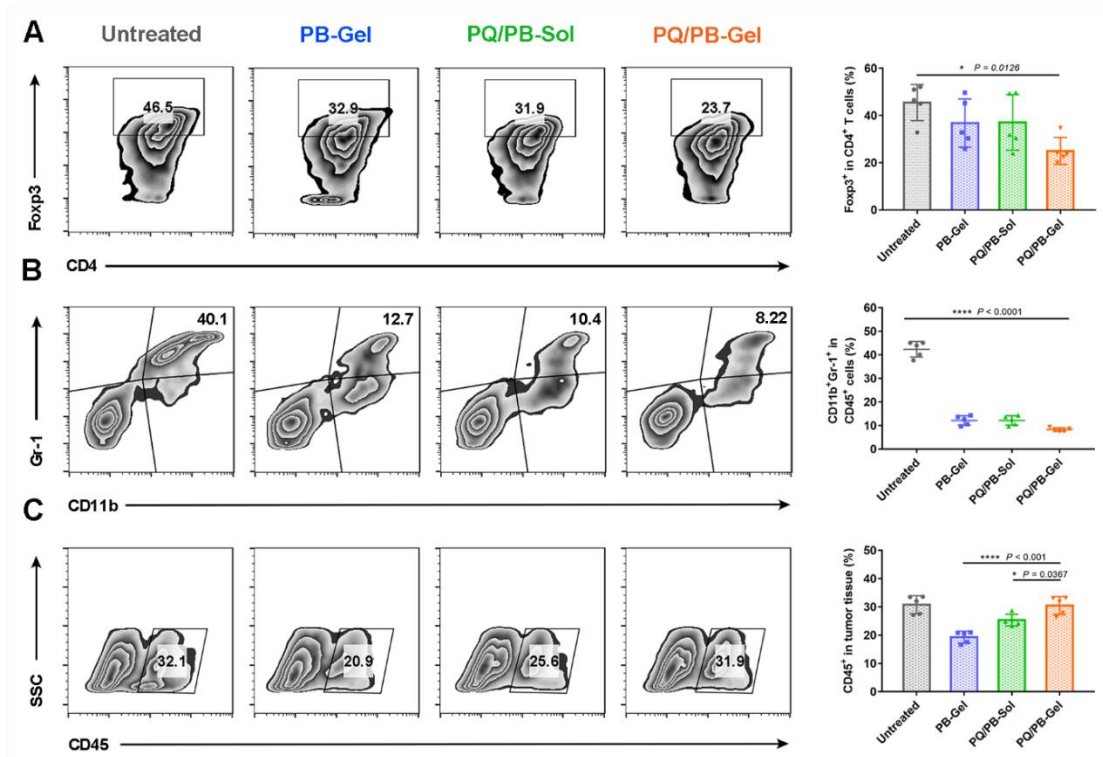 A
Untreated
PB-Gel
PQ/PB-Sol
PQ/PB-Gel
46.5
32.9
31.9
23.7
Foxp3
CD4
Foxp3+ in CD4+ T cells (%)
60
40
20
0
* P = 0.0126
Untreated
PB-Gel
PQ/PB-Sol
PQ/PB-Gel
B
40.1
12.7
10.4
8.22
Gr-1
CD11b
CD11b+Gr-1+ in
CD45+ cells (%)
60
50
40
30
20
10
0
**** P < 0.0001
Untreated
PB-Gel
PQ/PB-Sol
PQ/PB-Gel
C
32.1
20.9
25.6
31.9
SSC
CD45
CD45+ in tumor tissue (%)
50
40
30
20
10
0
**** P < 0.001
* P = 0.0367
Untreated
PB-Gel
PQ/PB-Sol
PQ/PB-Gel